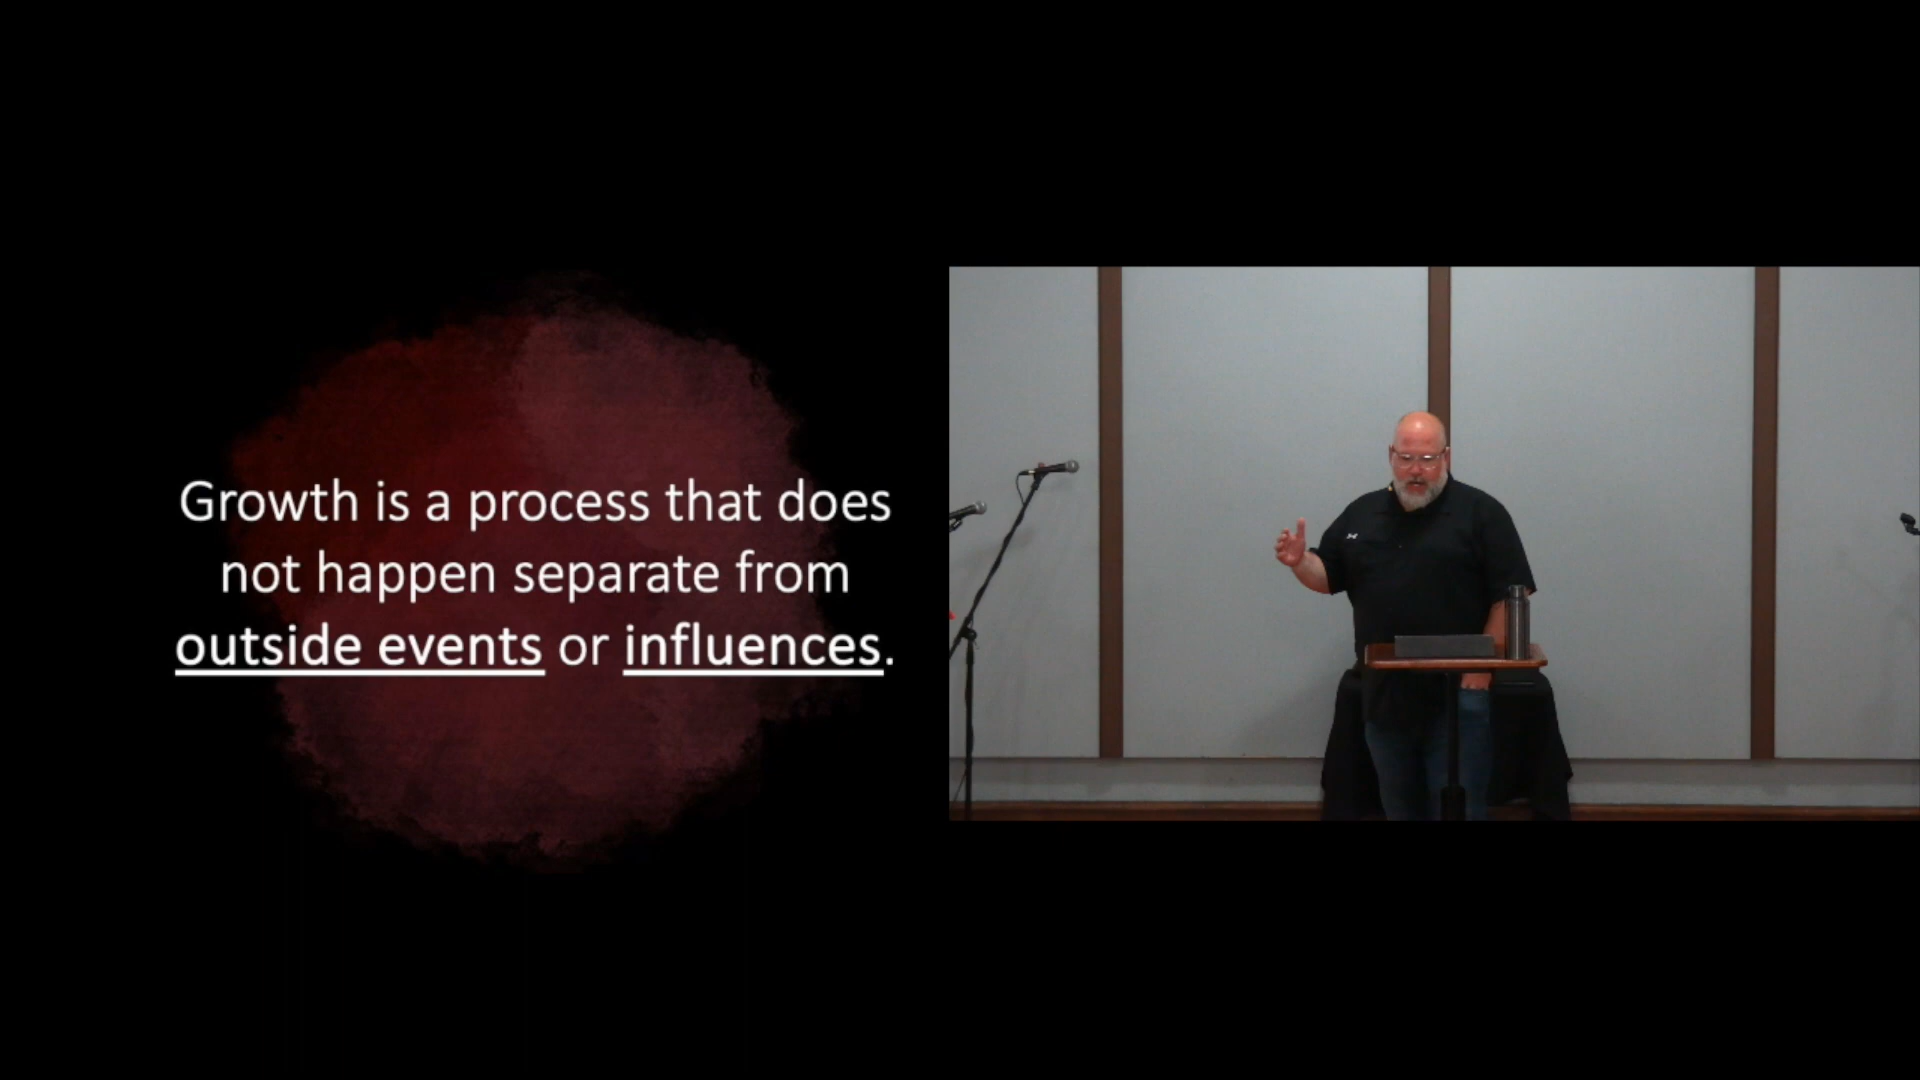 Growth is a process that does
not happen separate from
outside events or influences.